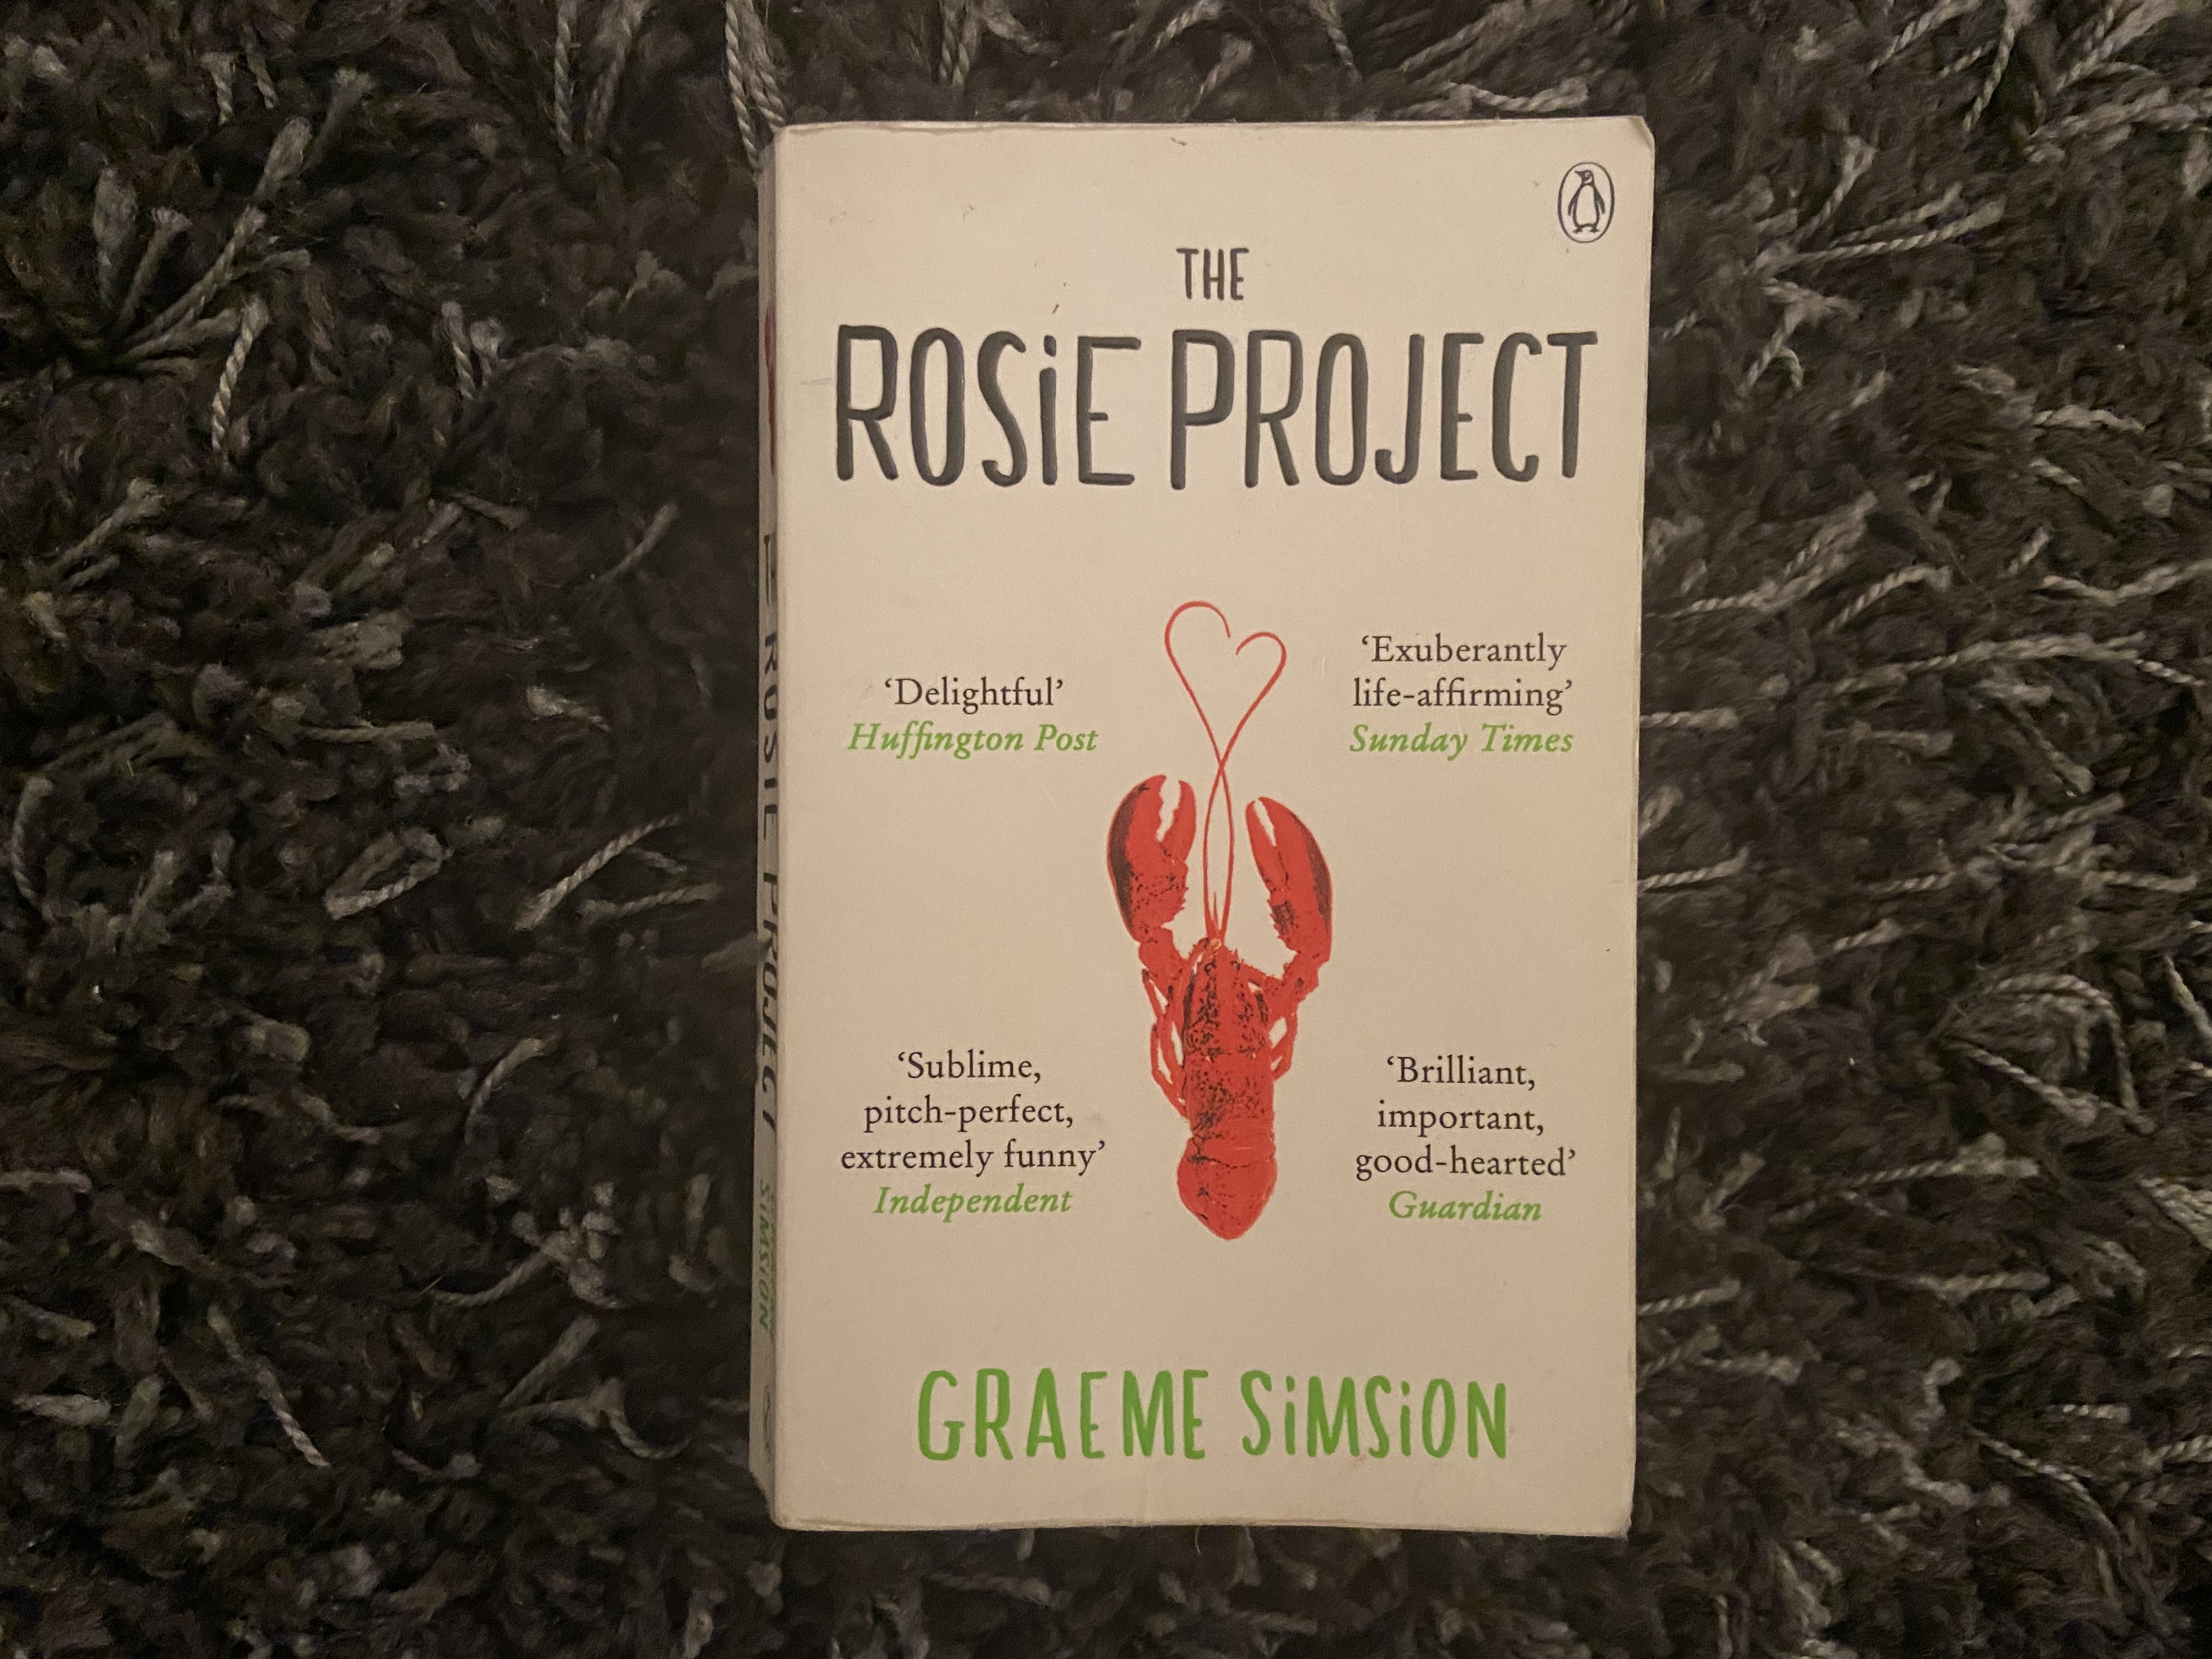 THE
ROSiE PROJECT
‘Delightful’
Huffington Post
‘Exuberantly
life-affirming’
Sunday Times
‘Sublime,
pitch-perfect,
extremely funny’
Independent
‘Brilliant,
important,
good-hearted’
Guardian
GRAEME SiMSiON
THE ROSiE PROJECT SiMSiON